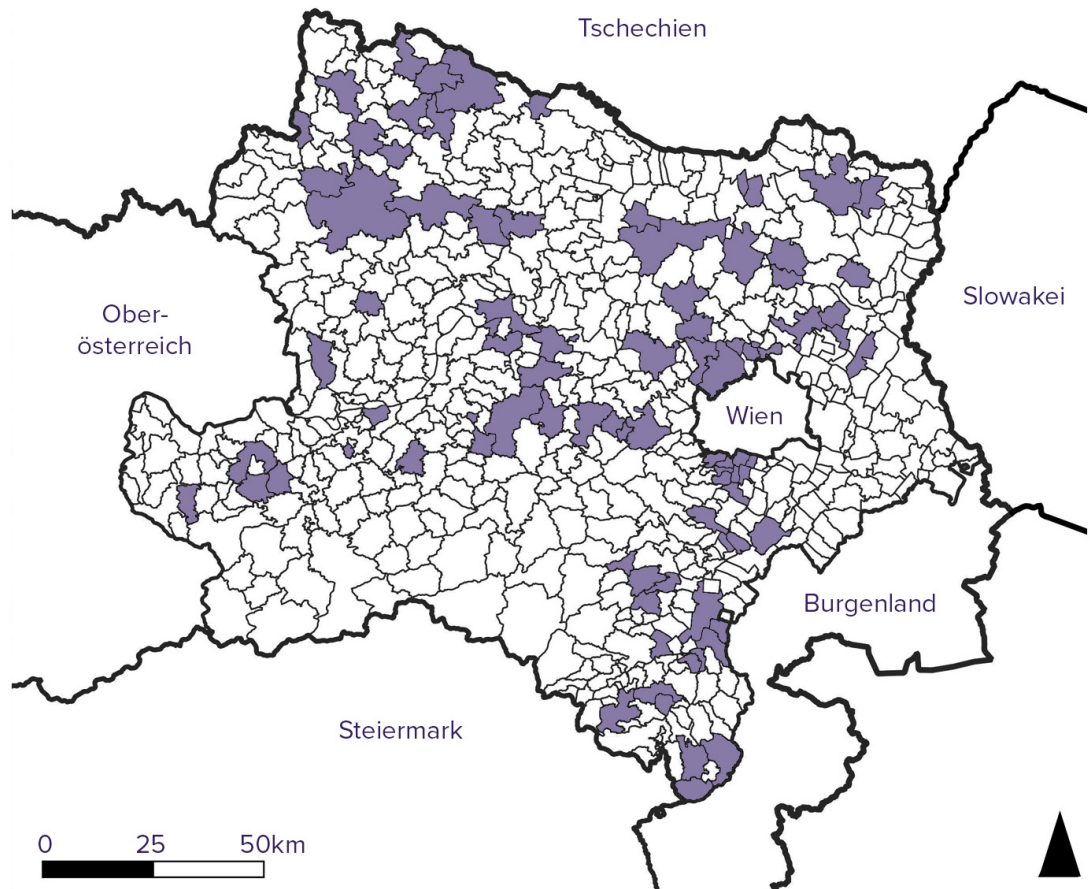 Tschechien
Slowakei
Ober-
österreich
Wien
Burgenland
Steiermark
0 25 50km